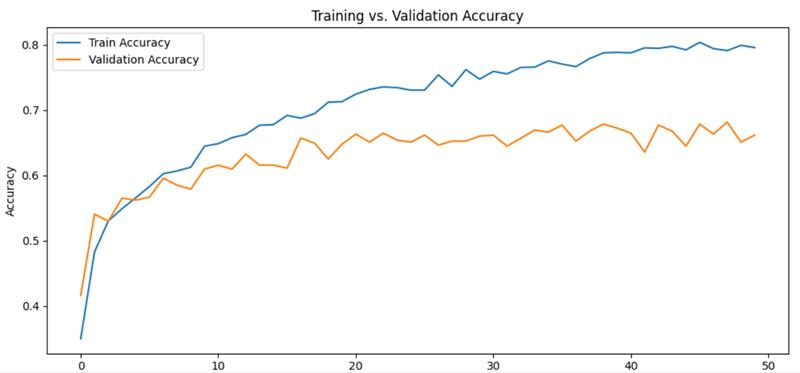 Training vs. Validation Accuracy
Train Accuracy
Validation Accuracy
Accuracy
0.8
0.7
0.6
0.5
0.4
0 10 20 30 40 50